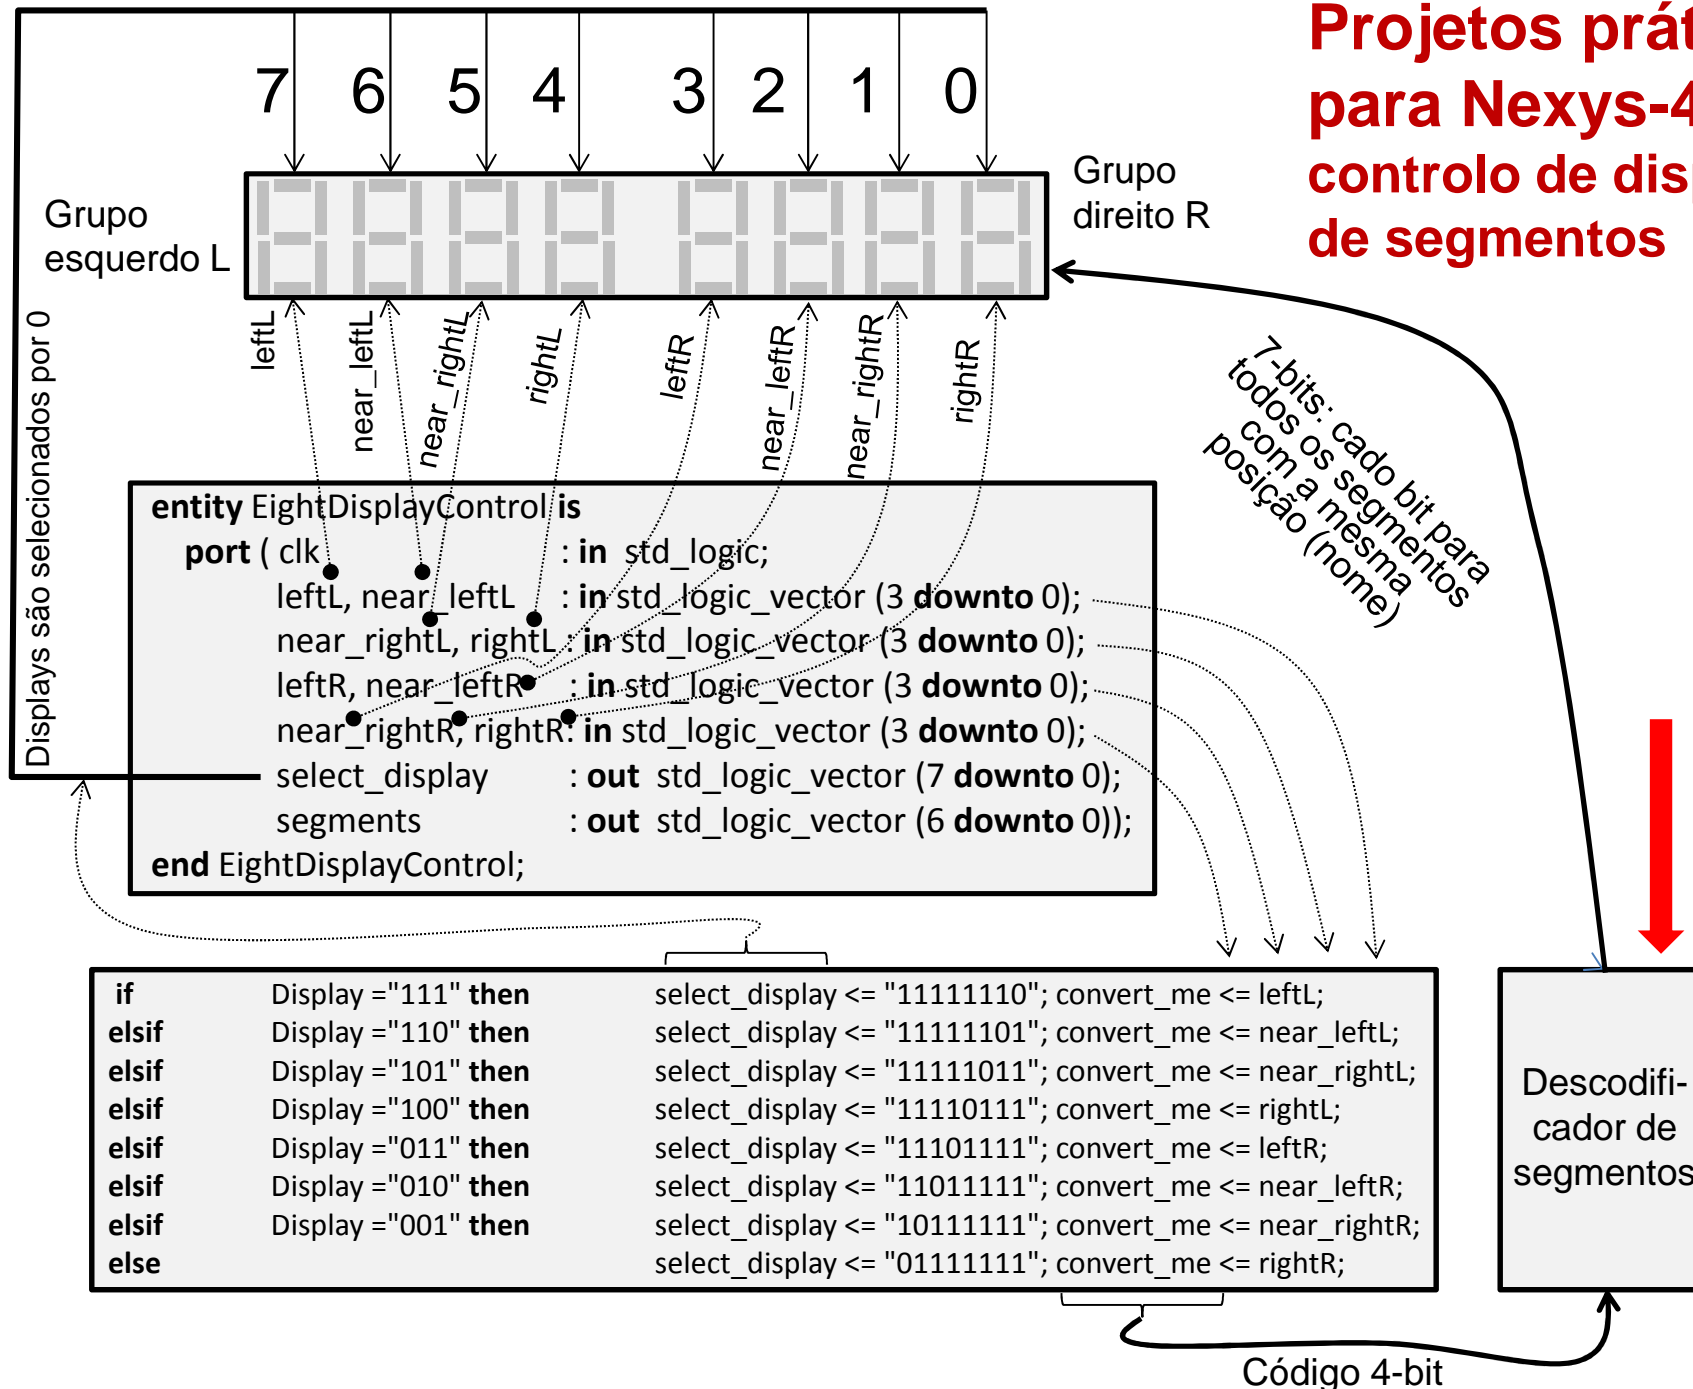 Projetos prát
para Nexys-4
controlo de disp
de segmentos
7 6 5 4 3 2 1 0
Grupo
esquerdo L
Grupo
direito R
Displays são selecionados por 0
leftL
near_leftL
near_rightL
rightL
leftR
near_leftR
near_rightR
rightR
7-bits: cado bit para
todos os segmentos
com a mesma
posição (nome)
entity EightDisplayControl is
port ( clk : in std_logic;
leftL, near_leftL : in std_logic_vector (3 downto 0);
near_rightL, rightL : in std_logic_vector (3 downto 0);
leftR, near_leftR : in std_logic_vector (3 downto 0);
near_rightR, rightR: in std_logic_vector (3 downto 0);
select_display : out std_logic_vector (7 downto 0);
segments : out std_logic_vector (6 downto 0));
end EightDisplayControl;
if Display ="111" then select_display <= "11111110"; convert_me <= leftL;
elsif Display ="110" then select_display <= "11111101"; convert_me <= near_leftL;
elsif Display ="101" then select_display <= "11111011"; convert_me <= near_rightL;
elsif Display ="100" then select_display <= "11110111"; convert_me <= rightL;
elsif Display ="011" then select_display <= "11101111"; convert_me <= leftR;
elsif Display ="010" then select_display <= "11011111"; convert_me <= near_leftR;
elsif Display ="001" then select_display <= "10111111"; convert_me <= near_rightR;
else select_display <= "01111111"; convert_me <= rightR;
Descodifi-
cador de
segmentos
Código 4-bit